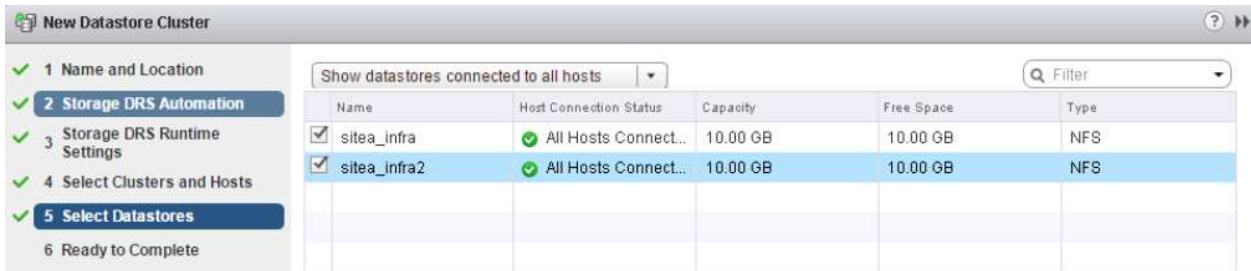 New Datastore Cluster
?
1 Name and Location
2 Storage DRS Automation
3 Storage DRS Runtime
Settings
4 Select Clusters and Hosts
5 Select Datastores
6 Ready to Complete
Show datastores connected to all hosts
Filter
Name Host Connection Status Capacity Free Space Type
sitea_infra All Hosts Connect... 10.00 GB 10.00 GB NFS
sitea_infra2 All Hosts Connect... 10.00 GB 10.00 GB NFS